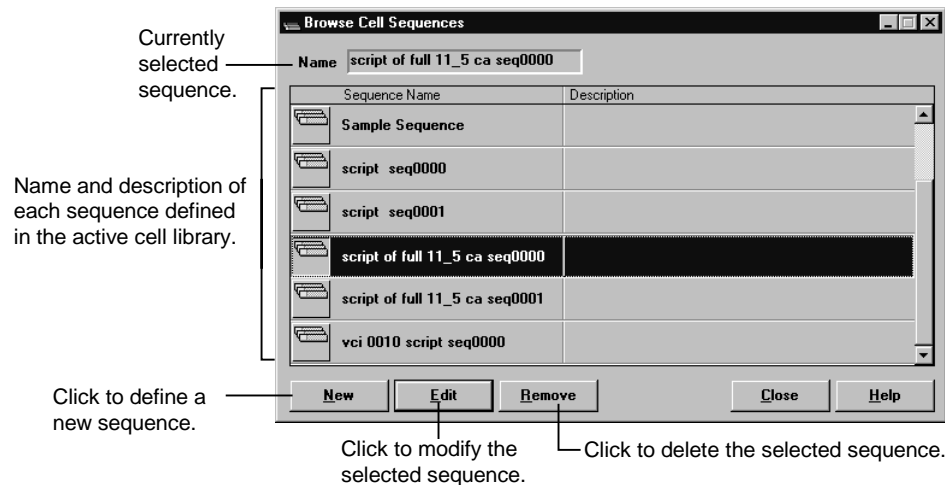 Browse Cell Sequences
Currently
selected
sequence.
Name script of full 11_5 ca seq0000
Sequence Name Description
Sample Sequence
script seq0000
script seq0001
script of full 11_5 ca seq0000
script of full 11_5 ca seq0001
vci 0010 script seq0000
Name and description of
each sequence defined
in the active cell library.
New Edit Remove Close Help
Click to define a
new sequence.
Click to modify the
selected sequence.
Click to delete the selected sequence.